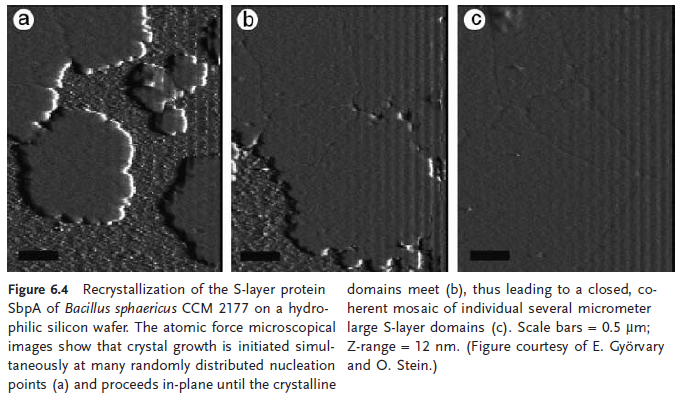 a
b
c
Figure 6.4 Recrystallization of the S-layer protein
SbpA of Bacillus sphaericus CCM 2177 on a hydro-
philic silicon wafer. The atomic force microscopical
images show that crystal growth is initiated simul-
taneously at many randomly distributed nucleation
points (a) and proceeds in-plane until the crystalline
domains meet (b), thus leading to a closed, co-
herent mosaic of individual several micrometer
large S-layer domains (c). Scale bars = 0.5 μm;
Z-range = 12 nm. (Figure courtesy of E. Györvary
and O. Stein.)